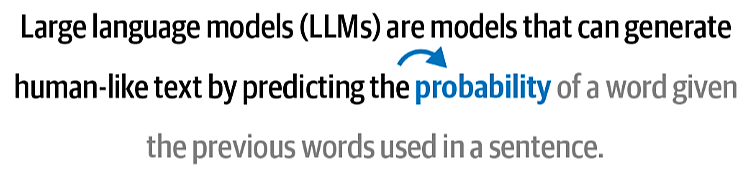 Large language models (LLMs) are models that can generate
human-like text by predicting the probability of a word given
the previous words used in a sentence.